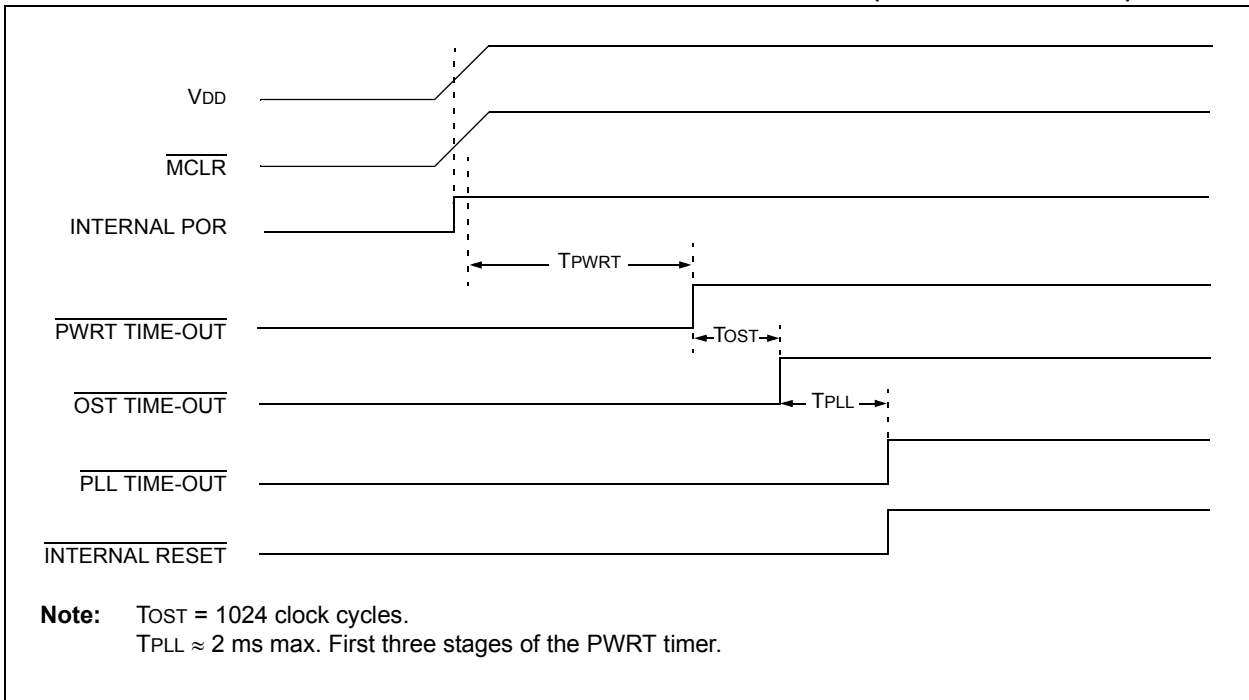 VDD
MCLR
INTERNAL POR
TPWRT
PWRT TIME-OUT
TOST
OST TIME-OUT
TPLL
PLL TIME-OUT
INTERNAL RESET
Note: TOST = 1024 clock cycles.
TPLL ≈ 2 ms max. First three stages of the PWRT timer.